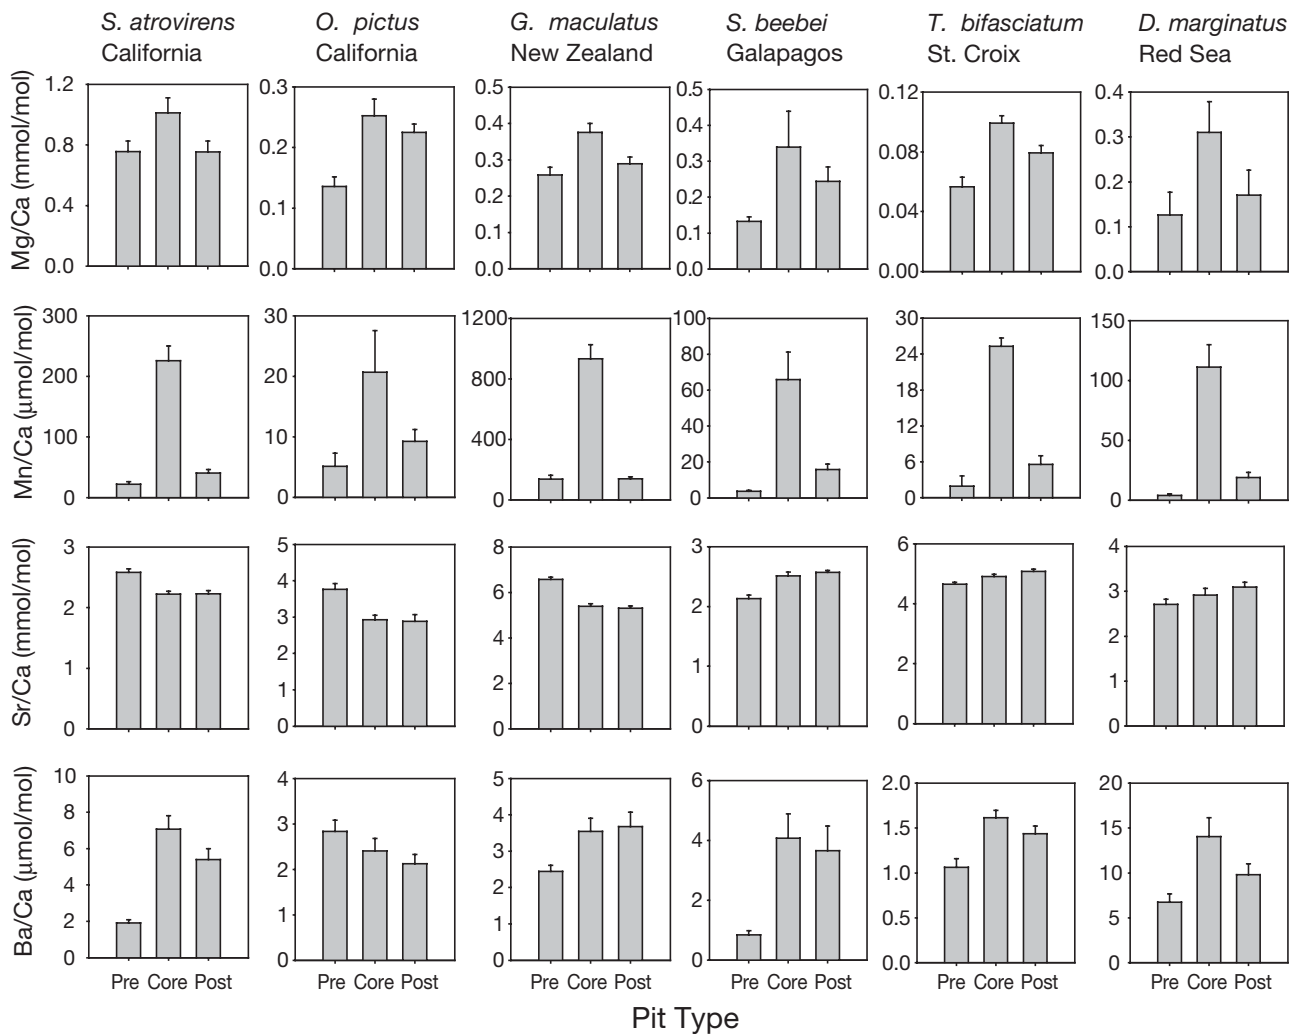 S. atrovirens O. pictus G. maculatus S. beebei T. bifasciatum D. marginatus
California California New Zealand Galapagos St. Croix Red Sea
Mg/Ca (mmol/mol)
1.2 0.8 0.4 0.0
0.3 0.2 0.1 0.0
0.5 0.4 0.3 0.2 0.1 0.0
0.5 0.4 0.3 0.2 0.1 0.0
0.12 0.08 0.04 0.00
0.4 0.3 0.2 0.1 0.0
Mn/Ca (μmol/mol)
300 200 100 0
30 20 10 0
1200 800 400 0
100 80 60 40 20 0
30 24 18 12 6 0
150 100 50 0
Sr/Ca (mmol/mol)
3 2 1 0
5 4 3 2 1 0
8 6 4 2 0
3 2 1 0
6 4 2 0
4 3 2 1 0
Ba/Ca (μmol/mol)
10 8 6 4 2 0
4 3 2 1 0
5 4 3 2 1 0
6 4 2 0
2.0 1.5 1.0 0.5 0.0
20 15 10 5 0
Pre Core Post Pre Core Post Pre Core Post Pre Core Post Pre Core Post Pre Core Post
Pit Type